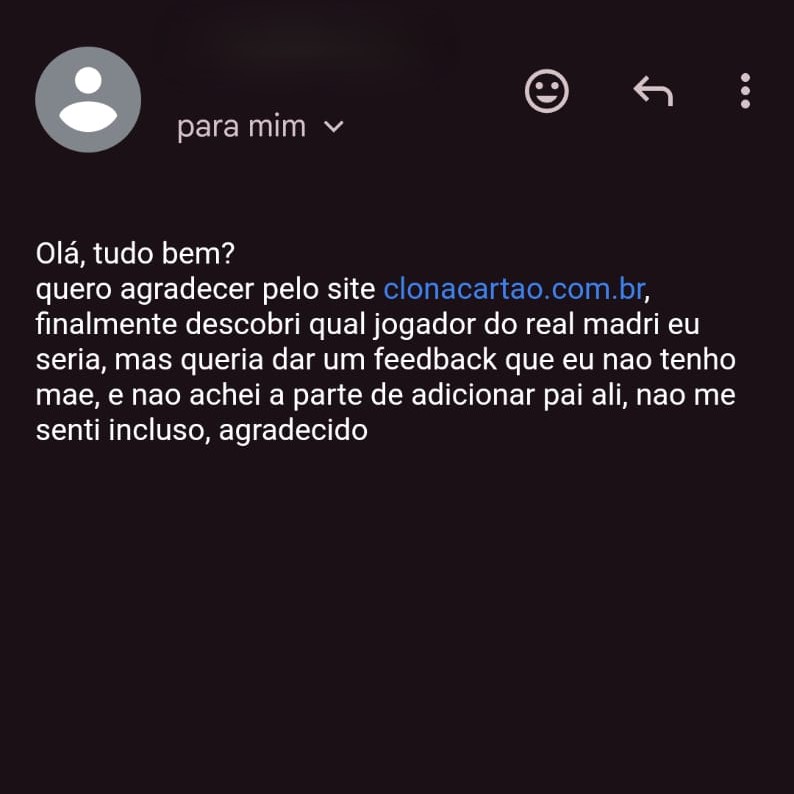 para mim
Olá, tudo bem?
quero agradecer pelo site clonacartao.com.br,
finalmente descobri qual jogador do real madri eu
seria, mas queria dar um feedback que eu nao tenho
mae, e nao achei a parte de adicionar pai ali, nao me
senti incluso, agradecido